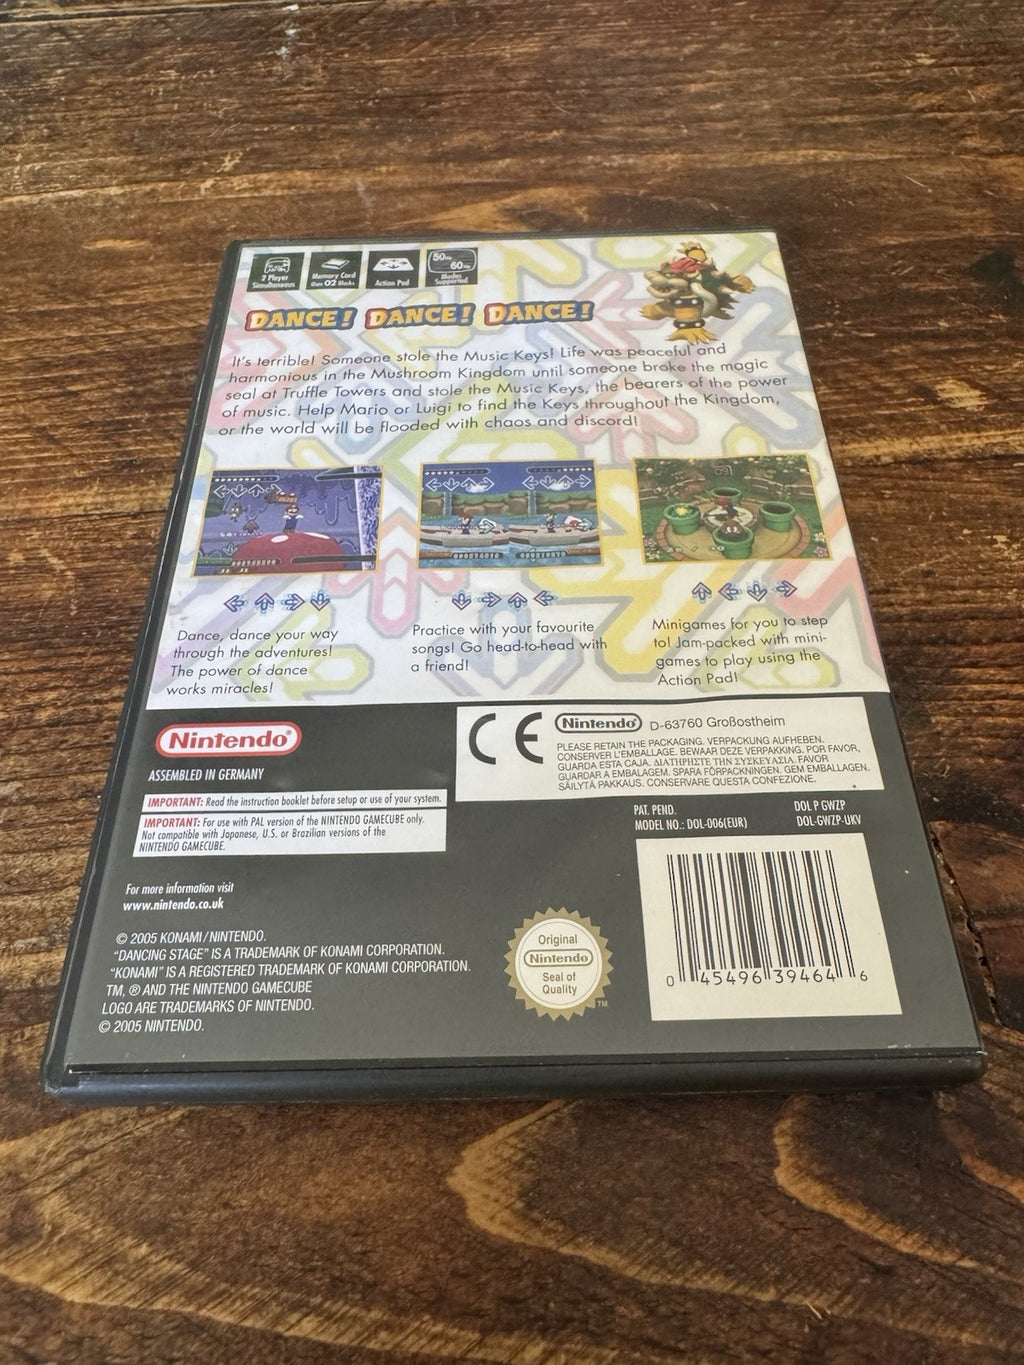 2 Player
Simultaneous
Memory Card
Uses 02 Blocks
Action Pad
50Hz
60Hz
Modes
Supported
DANCE! DANCE! DANCE!
It's terrible! Someone stole the Music Keys! Life was peaceful and
harmonious in the Mushroom Kingdom until someone broke the magic
seal at Truffle Towers and stole the Music Keys, the bearers of the power
of music. Help Mario or Luigi to find the Keys throughout the Kingdom,
or the world will be flooded with chaos and discord!
Dance, dance your way
through the adventures!
The power of dance
works miracles!
Practice with your favourite
songs! Go head-to-head with
a friend!
Minigames for you to step
to! Jam-packed with mini-
games to play using the
Action Pad!
Nintendo®
ASSEMBLED IN GERMANY
IMPORTANT: Read the instruction booklet before setup or use of your system.
IMPORTANT: For use with PAL version of the NINTENDO GAMECUBE only.
Not compatible with Japanese, U.S. or Brazilian versions of the
NINTENDO GAMECUBE.
CE Nintendo® D-63760 Großostheim
PLEASE RETAIN THE PACKAGING. VERPACKUNG AUFHEBEN.
CONSERVER L'EMBALLAGE. BEWAAR DEZE VERPAKKING. POR FAVOR,
GUARDA ESTA CAJA. ΔΙΑΤΗΡΗΣΤΕ ΤΗΝ ΣΥΣΚΕΥΑΣΙΑ. FAVOR
GUARDAR A EMBALAGEM. SPARA FÖRPACKNINGEN. GEM EMBALLAGEN.
SÄILYTÄ PAKKAUS. CONSERVARE QUESTA CONFEZIONE.
PAT. PEND.
MODEL NO.: DOL-006(EUR)
DOL P GWZP
DOL-GWZP-UKV
For more information visit
www.nintendo.co.uk
© 2005 KONAMI/NINTENDO.
"DANCING STAGE" IS A TRADEMARK OF KONAMI CORPORATION.
"KONAMI" IS A REGISTERED TRADEMARK OF KONAMI CORPORATION.
TM, ® AND THE NINTENDO GAMECUBE
LOGO ARE TRADEMARKS OF NINTENDO.
© 2005 NINTENDO.
Original
Nintendo®
Seal of
Quality
TM
0 45496 39464 6